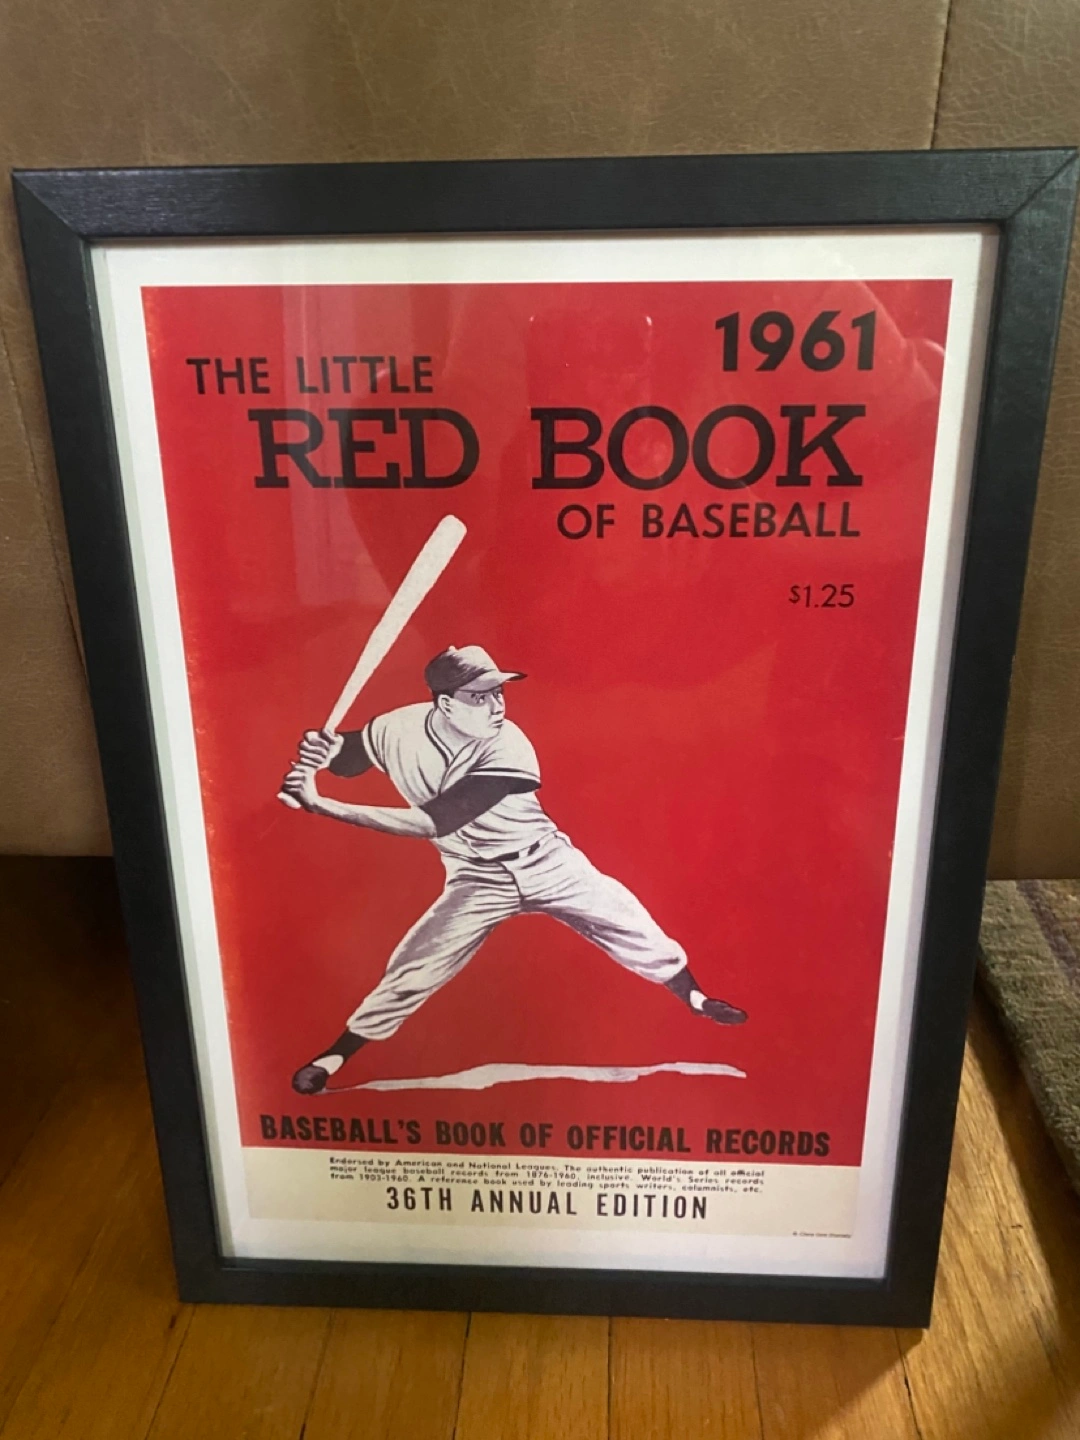 1961
THE LITTLE
RED BOOK
OF BASEBALL
$1.25
BASEBALL'S BOOK OF OFFICIAL RECORDS
Endorsed by American and National Leagues. The authentic publication of all official
major league baseball records from 1876-1960, inclusive. World's Series records
from 1903-1960. A reference book used by leading sports writers, columnists, etc.
36TH ANNUAL EDITION